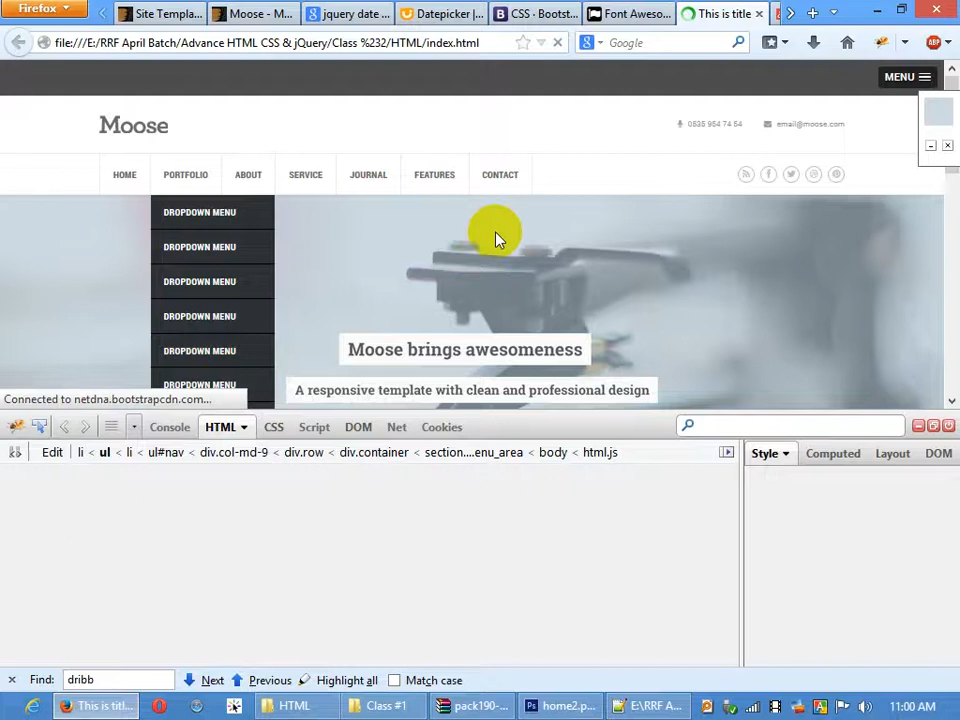 Firefox
Site Templa...
Moose - M...
jquery date ...
Datepicker |...
CSS · Bootst...
Font Aweso...
This is title
file:///E:/RRF April Batch/Advance HTML CSS & jQuery/Class %232/HTML/index.html
Google
ABP
MENU
Moose
0535 954 74 54
email@moose.com
HOME PORTFOLIO ABOUT SERVICE JOURNAL FEATURES CONTACT
DROPDOWN MENU
DROPDOWN MENU
DROPDOWN MENU
DROPDOWN MENU
DROPDOWN MENU
DROPDOWN MENU
Moose brings awesomeness
A responsive template with clean and professional design
Connected to netdna.bootstrapcdn.com...
Console HTML CSS Script DOM Net Cookies
Edit li < ul < li < ul#nav < div.col-md-9 < div.row < div.container < section....enu_area < body < html.js
Style Computed Layout DOM
Find: dribb Next Previous Highlight all Match case
This is titl...
HTML
Class #1
pack190-...
home2.p...
E:\RRF A...
11:00 AM